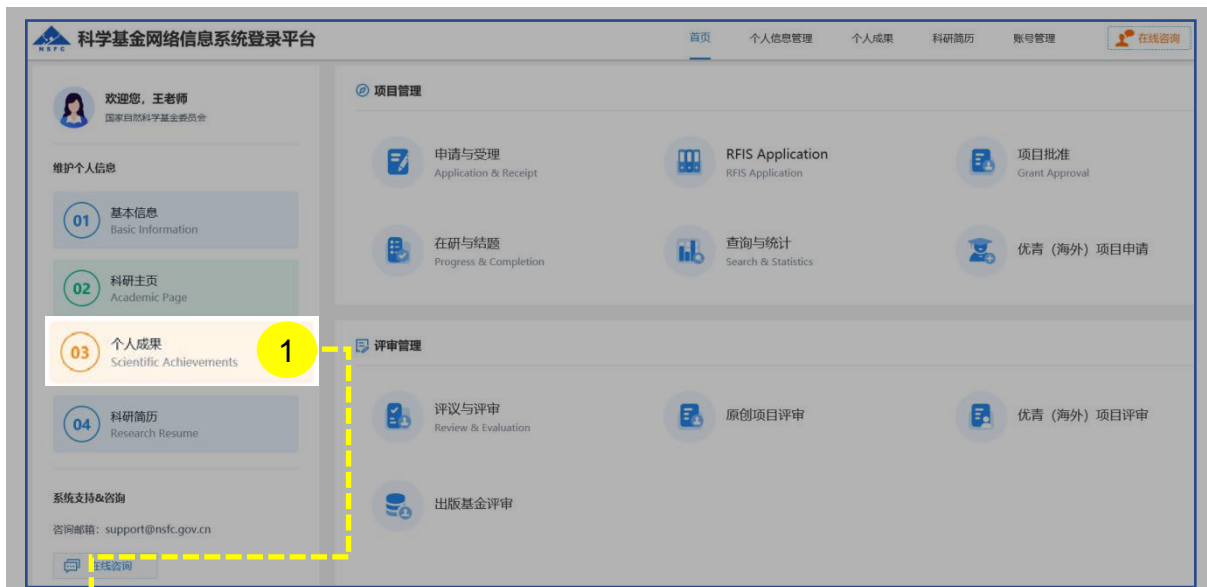 NSFC
科学基金网络信息系统登录平台
首页 个人信息管理 个人成果 科研简历 账号管理 在线咨询
欢迎您，王老师
国家自然科学基金委员会
维护个人信息
01 基本信息
Basic Information
02 科研主页
Academic Page
03 个人成果
Scientific Achievements
1
04 科研简历
Research Resume
系统支持&咨询
咨询邮箱：support@nsfc.gov.cn
在线咨询
项目管理
申请与受理
Application & Receipt
RFIS Application
RFIS Application
项目批准
Grant Approval
在研与结题
Progress & Completion
查询与统计
Search & Statistics
优青（海外）项目申请
评审管理
评议与评审
Review & Evaluation
原创项目评审
优青（海外）项目评审
出版基金评审